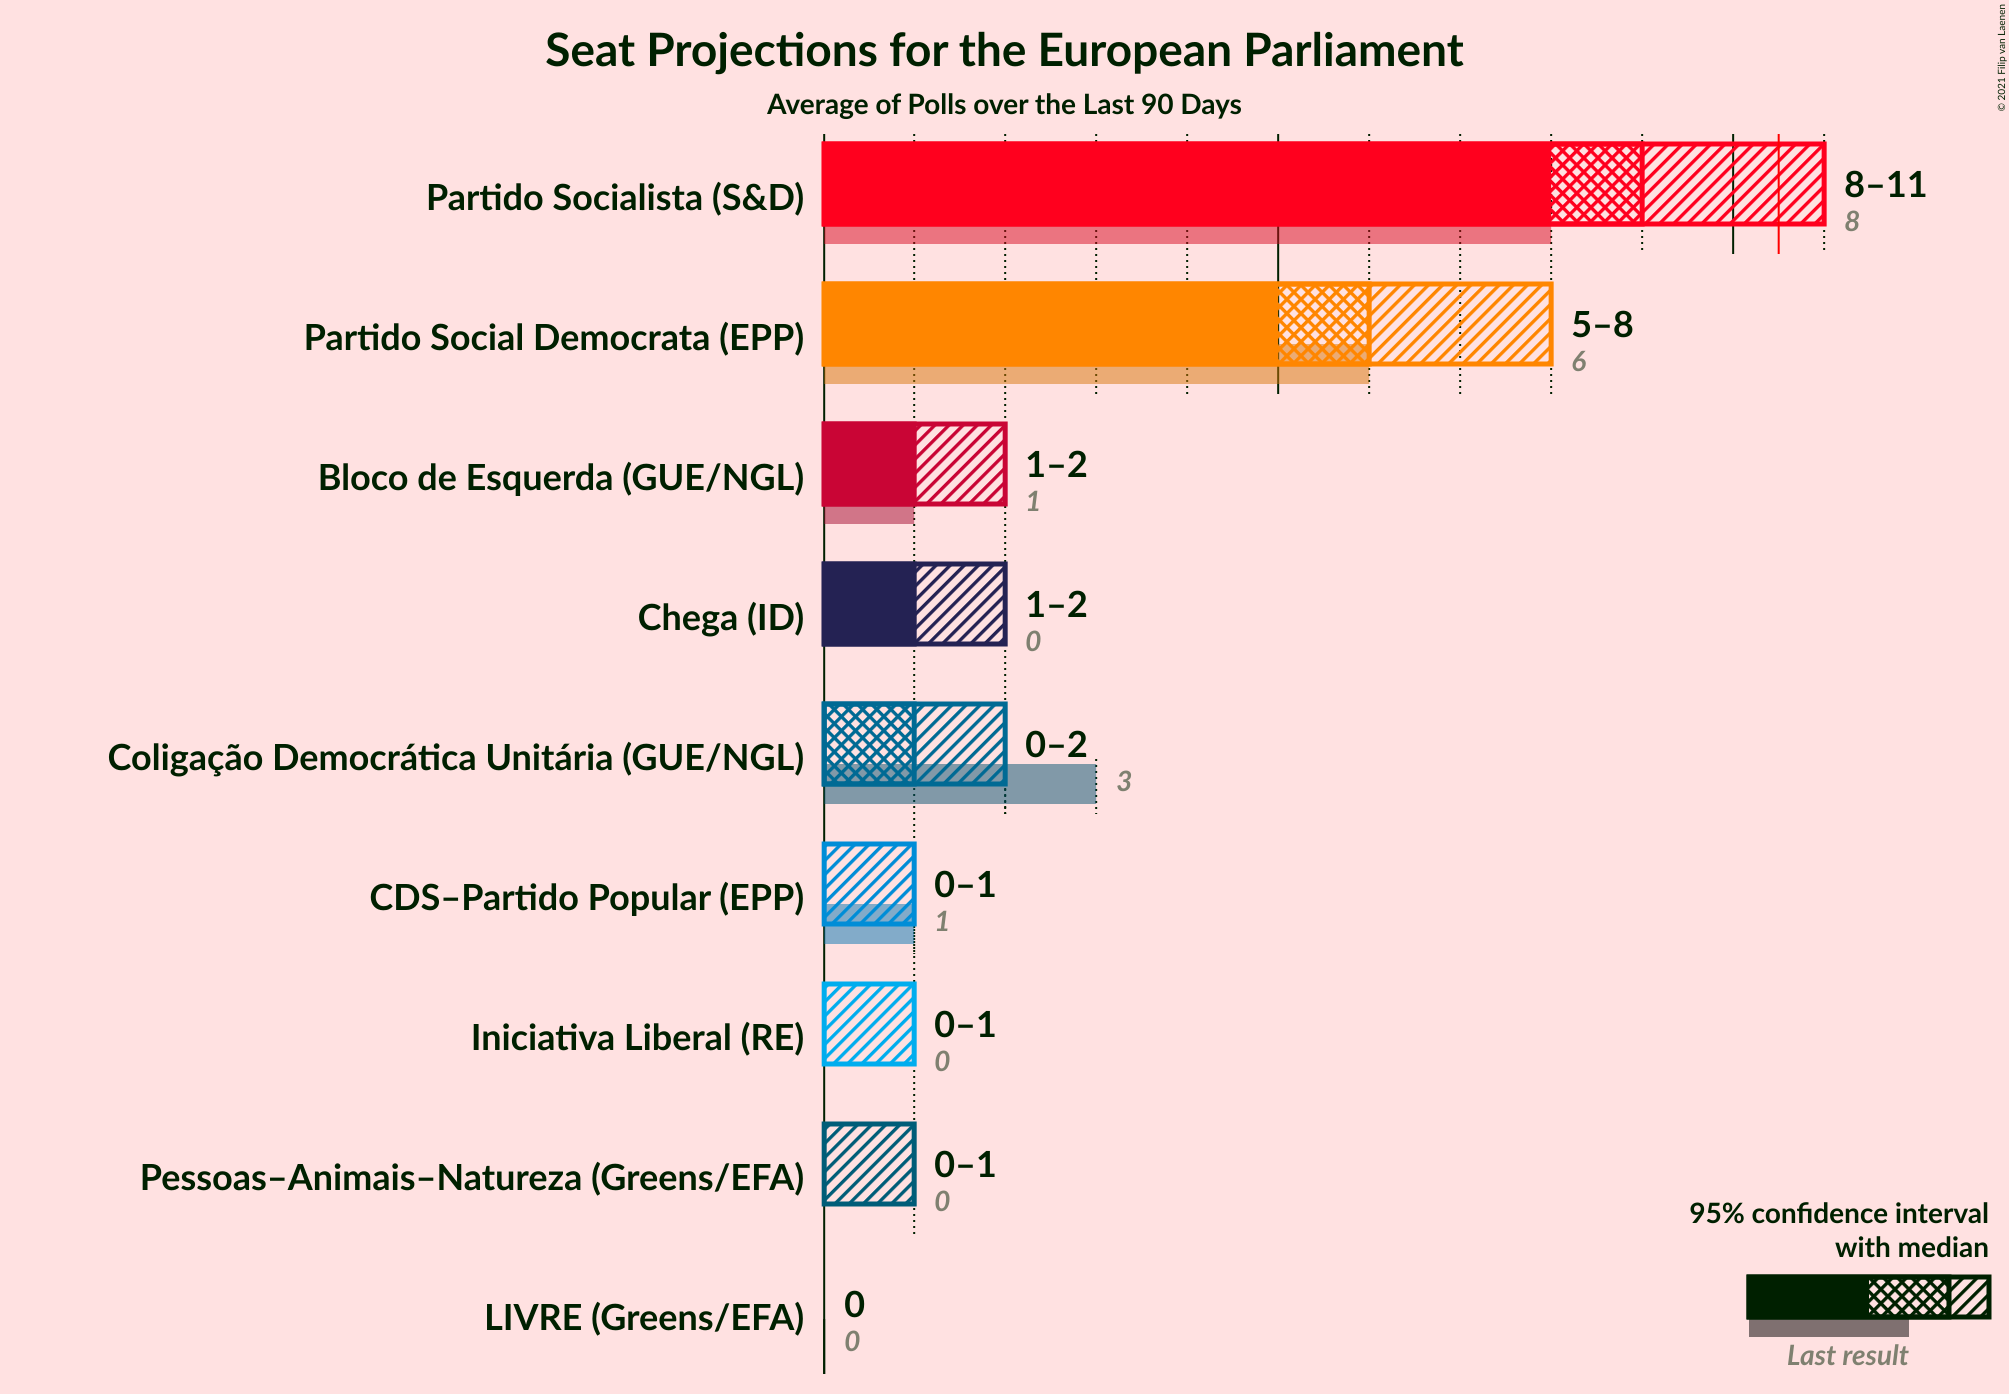 Seat Projections for the European Parliament
Average of Polls over the Last 90 Days
© 2021 Filip van Laenen
Partido Socialista (S&D)
8–11
8
Partido Social Democrata (EPP)
5–8
6
Bloco de Esquerda (GUE/NGL)
1–2
1
Chega (ID)
1–2
0
Coligação Democrática Unitária (GUE/NGL)
0–2
3
CDS–Partido Popular (EPP)
0–1
1
Iniciativa Liberal (RE)
0–1
0
Pessoas–Animais–Natureza (Greens/EFA)
0–1
0
LIVRE (Greens/EFA)
0
0
95% confidence interval
with median
Last result